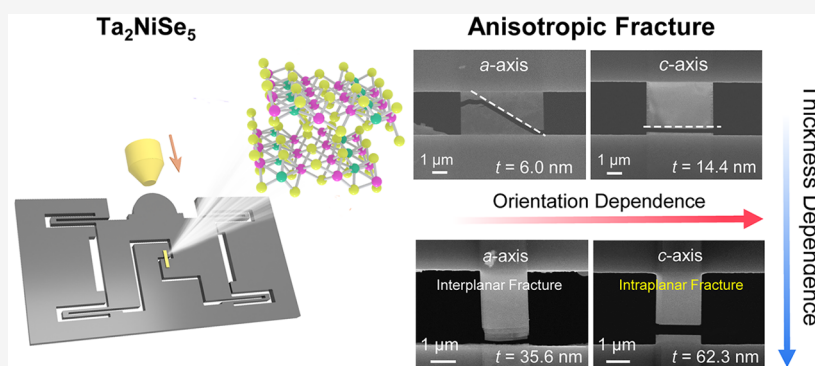 Ta₂NiSe₅
Anisotropic Fracture
a-axis
c-axis
1 μm
t = 6.0 nm
1 μm
t = 14.4 nm
Orientation Dependence
a-axis
c-axis
Interplanar Fracture
Intraplanar Fracture
1 μm
t = 35.6 nm
1 μm
t = 62.3 nm
Thickness Dependence